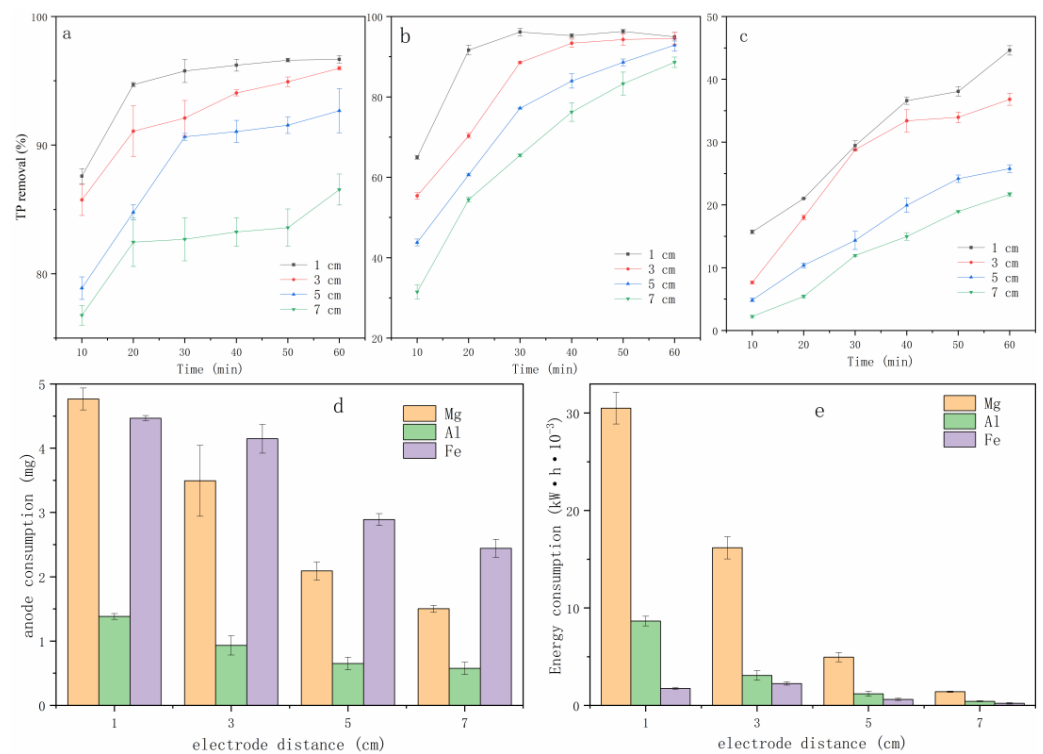 a
TP removal (%)
100
90
80
10 20 30 40 50 60
Time (min)
1 cm
3 cm
5 cm
7 cm
b
100
80
60
40
20
10 20 30 40 50 60
Time (min)
1 cm
3 cm
5 cm
7 cm
c
50
40
30
20
10
0
10 20 30 40 50 60
Time (min)
1 cm
3 cm
5 cm
7 cm
d
anode consumption (mg)
5
4
3
2
1
0
1 3 5 7
electrode distance (cm)
Mg
Al
Fe
e
Energy consumption (kW·h·10⁻³)
30
20
10
0
1 3 5 7
electrode distance (cm)
Mg
Al
Fe